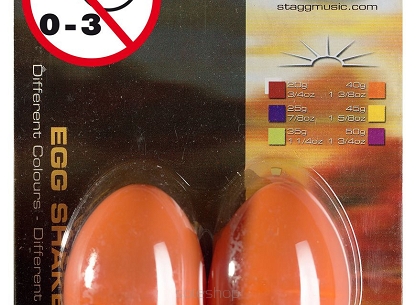 staggmusic.com
0-3
20g 40g
3/4oz 1 3/8oz
25g 45g
7/8oz 1 5/8oz
35g 50g
1 1/4oz 1 3/4oz
Different Colours - Different
EGG SHAKE